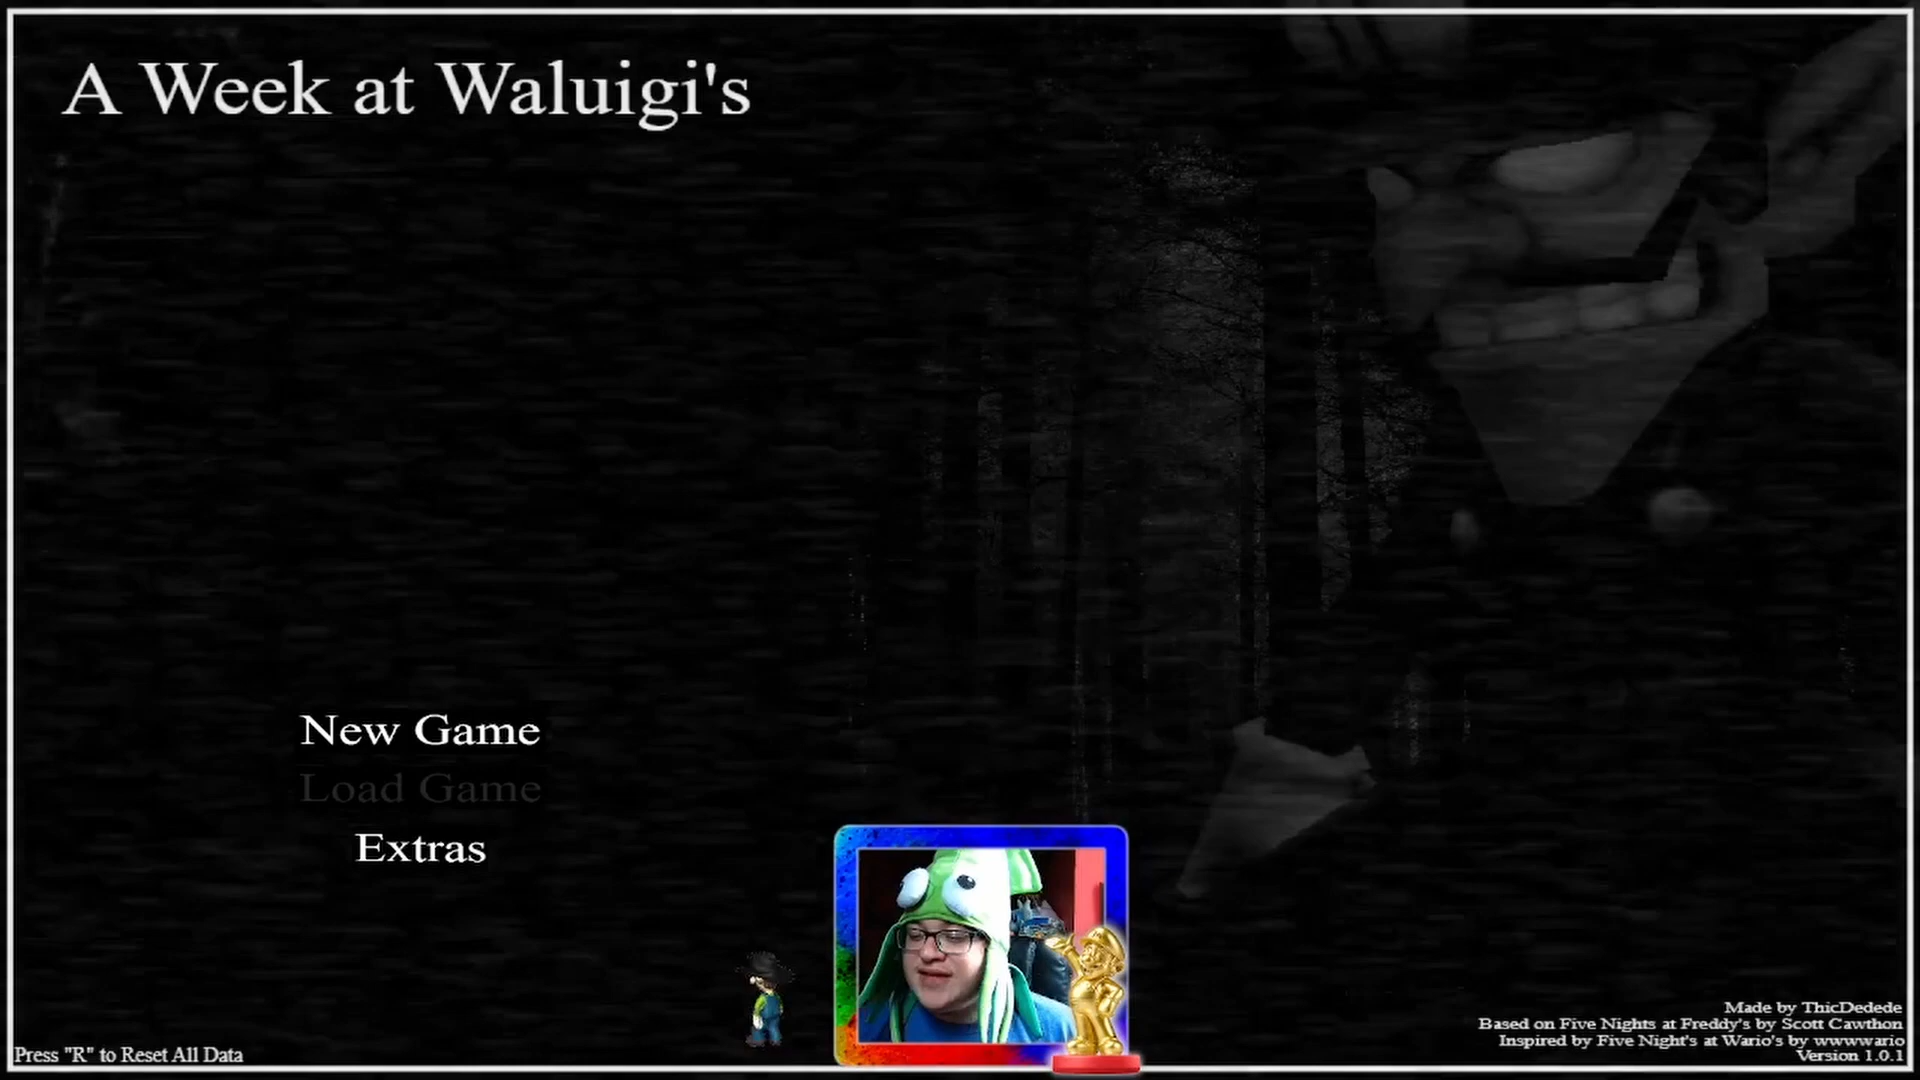 A Week at Waluigi's
New Game
Load Game
Extras
Made by ThicDedede
Based on Five Nights at Freddy's by Scott Cawthon
Inspired by Five Night's at Wario's by wwwwario
Version 1.0.1
Press "R" to Reset All Data